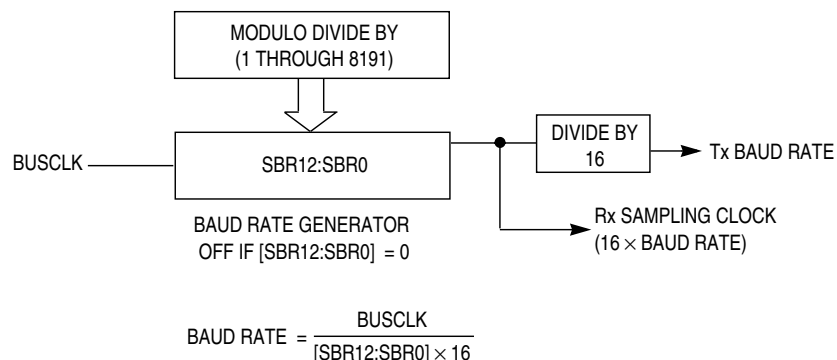 MODULO DIVIDE BY
(1 THROUGH 8191)
BUSCLK
SBR12:SBR0
DIVIDE BY
16
Tx BAUD RATE
BAUD RATE GENERATOR
OFF IF [SBR12:SBR0] = 0
Rx SAMPLING CLOCK
(16 × BAUD RATE)
BAUD RATE =
BUSCLK
[SBR12:SBR0] × 16